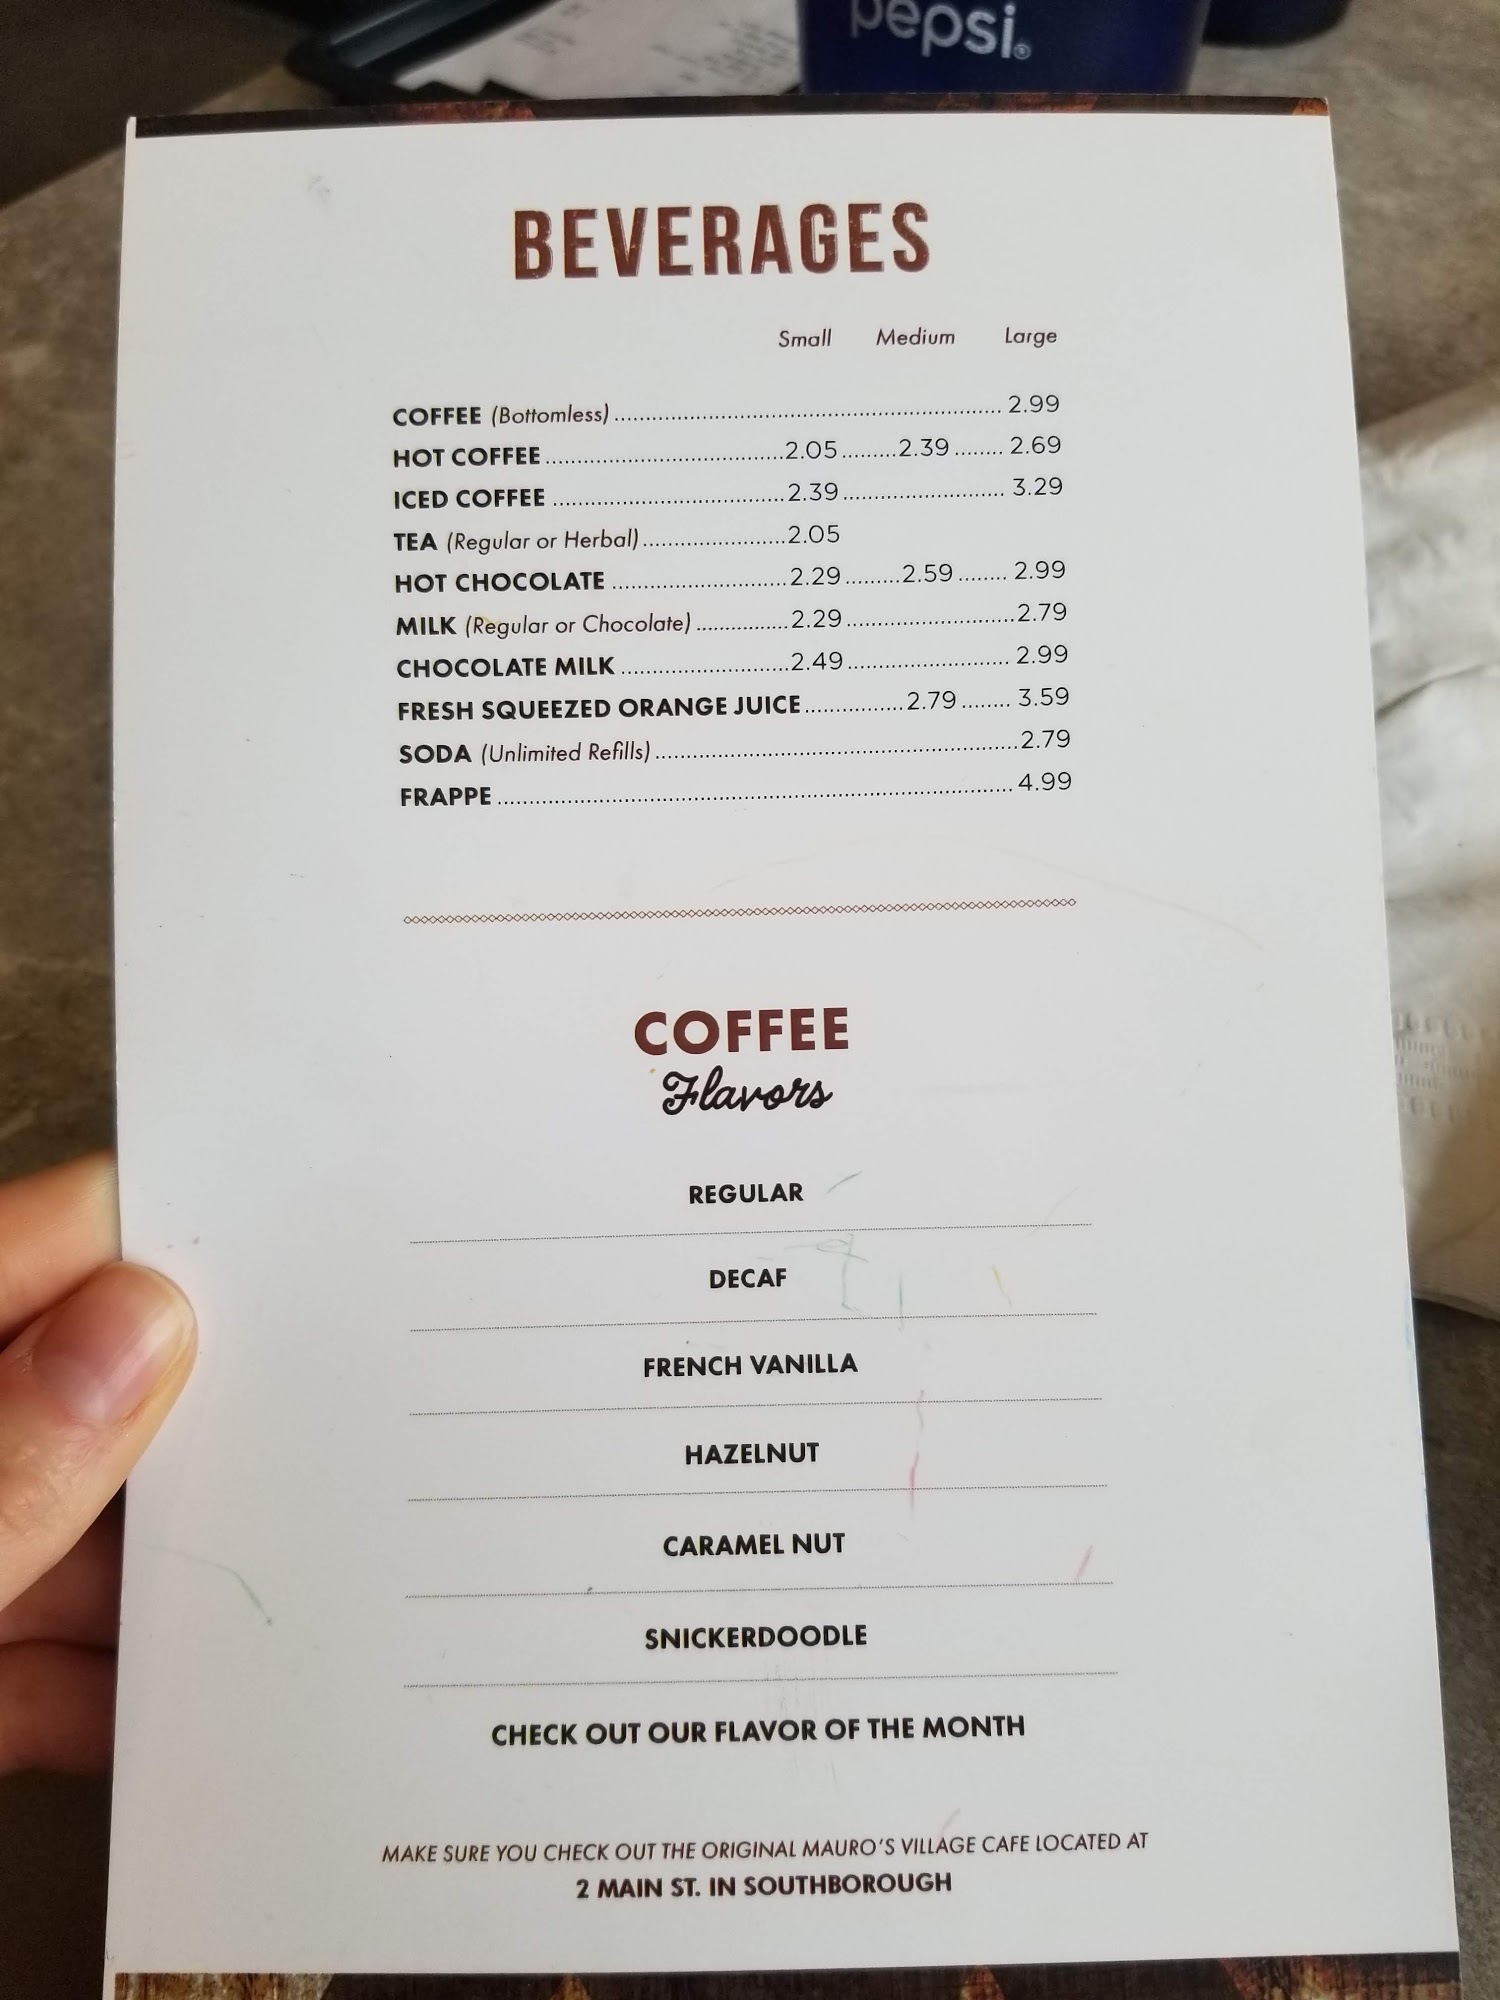 pepsi®
BEVERAGES
Small Medium Large
COFFEE (Bottomless) 2.99
HOT COFFEE 2.05 2.39 2.69
ICED COFFEE 2.39 3.29
TEA (Regular or Herbal) 2.05
HOT CHOCOLATE 2.29 2.59 2.99
MILK (Regular or Chocolate) 2.29 2.79
CHOCOLATE MILK 2.49 2.99
FRESH SQUEEZED ORANGE JUICE 2.79 3.59
SODA (Unlimited Refills) 2.79
FRAPPE 4.99
COFFEE
Flavors
REGULAR
DECAF
FRENCH VANILLA
HAZELNUT
CARAMEL NUT
SNICKERDOODLE
CHECK OUT OUR FLAVOR OF THE MONTH
MAKE SURE YOU CHECK OUT THE ORIGINAL MAURO'S VILLAGE CAFE LOCATED AT
2 MAIN ST. IN SOUTHBOROUGH